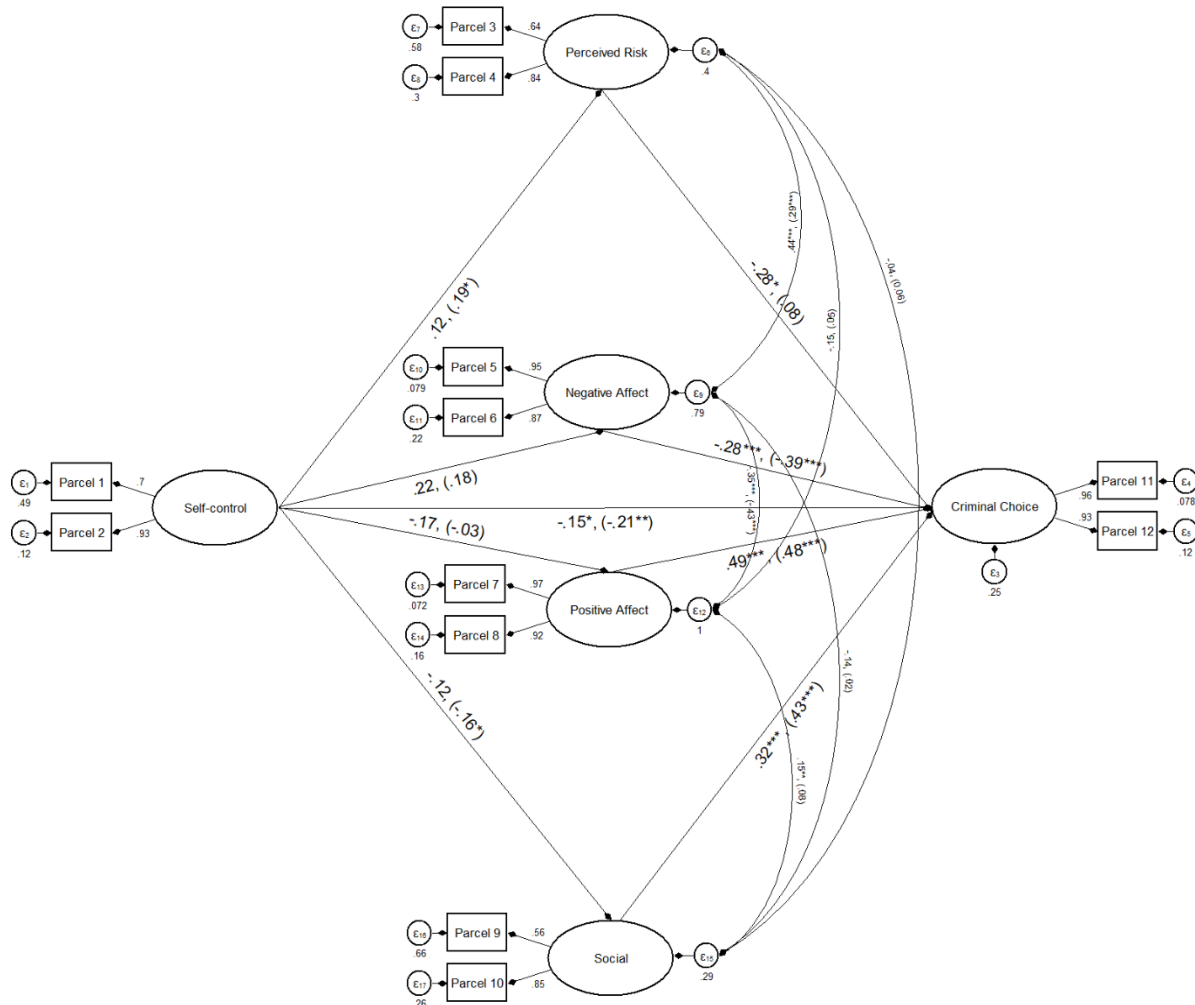 ε7
.58
Parcel 3
.64
ε8
.3
Parcel 4
.84
Perceived Risk
ε6
.4
.12, (.19*)
-.28*, (.08)
.44***, (.29***)
-.15, (.05)
-.04, (0.06)
ε10
.079
Parcel 5
.95
ε11
.22
Parcel 6
.87
Negative Affect
ε9
.79
-.28***, (-.39***)
.22, (.18)
ε1
.49
Parcel 1
.7
ε2
.12
Parcel 2
.93
Self-control
-.15*, (-.21**)
-.35***, (-.43***)
Criminal Choice
ε3
.25
Parcel 11
.96
ε4
.078
Parcel 12
.93
ε5
.12
-.17, (-.03)
.49***, (.48***)
ε13
.072
Parcel 7
.97
ε14
.16
Parcel 8
.92
Positive Affect
ε12
1
-.14, (.02)
-.12, (-.16*)
.32***, (.43***)
.15**, (.08)
ε16
.66
Parcel 9
.56
ε17
.26
Parcel 10
.85
Social
ε15
.29